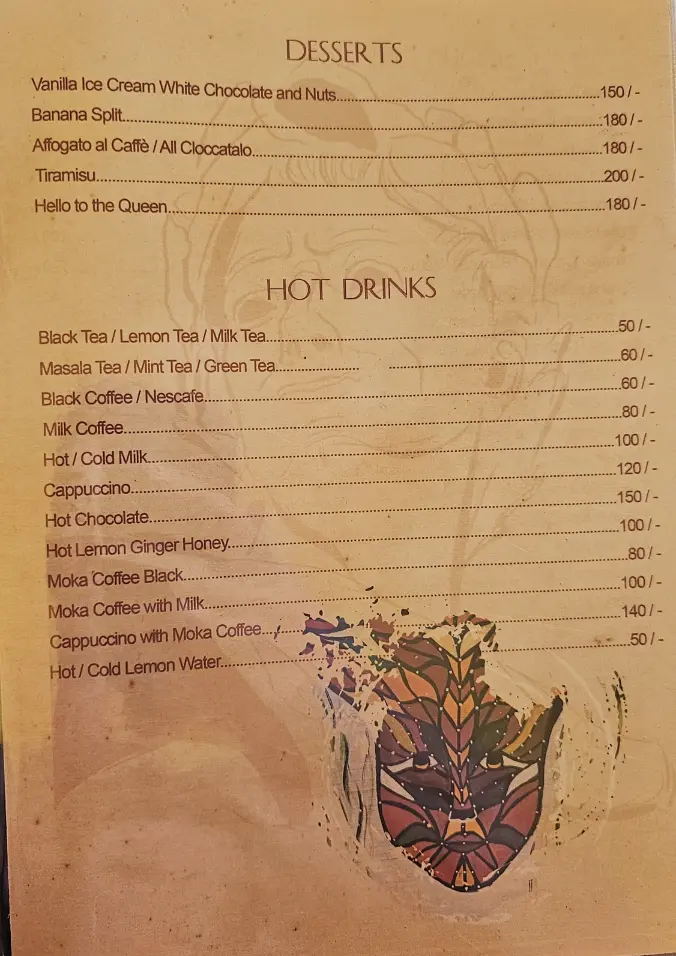 DESSERTS
Vanilla Ice Cream White Chocolate and Nuts......150 / -
Banana Split......180 / -
Affogato al Caffè / All Cloccatalo......180 / -
Tiramisu......200 / -
Hello to the Queen......180 / -
HOT DRINKS
Black Tea / Lemon Tea / Milk Tea......50 / -
Masala Tea / Mint Tea / Green Tea......60 / -
Black Coffee / Nescafe......60 / -
Milk Coffee......80 / -
Hot / Cold Milk......100 / -
Cappuccino......120 / -
Hot Chocolate......150 / -
Hot Lemon Ginger Honey......100 / -
Moka Coffee Black......80 / -
Moka Coffee with Milk......100 / -
Cappuccino with Moka Coffee......140 / -
Hot / Cold Lemon Water......50 / -